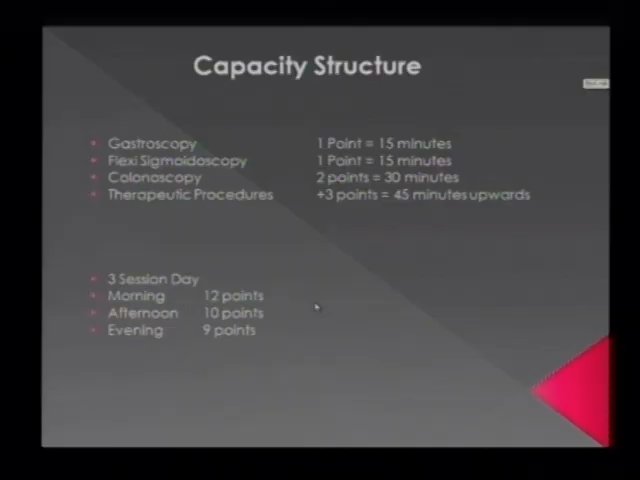 Capacity Structure
Gastroscopy 1 Point = 15 minutes
Flexi Sigmoidoscopy 1 Point = 15 minutes
Colonoscopy 2 points = 30 minutes
Therapeutic Procedures +3 points = 45 minutes upwards
3 Session Day
Morning 12 points
Afternoon 10 points
Evening 9 points